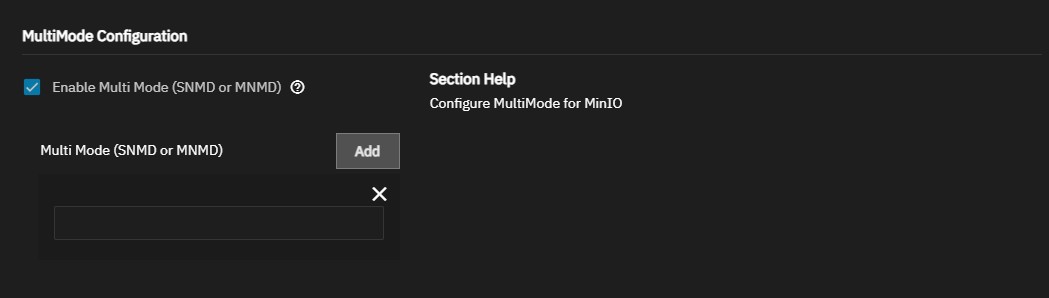 MultiMode Configuration
Enable Multi Mode (SNMD or MNMD)
Section Help
Configure MultiMode for MinIO
Multi Mode (SNMD or MNMD)
Add